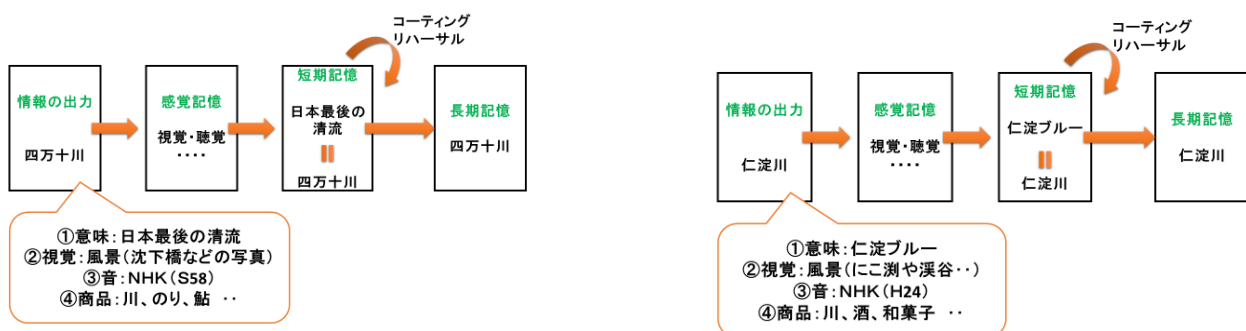 コーティング
リハーサル
情報の出力
四万十川
感覚記憶
視覚・聴覚
・・・・
短期記憶
日本最後の
清流
=
四万十川
長期記憶
四万十川
①意味:日本最後の清流
②視覚:風景(沈下橋などの写真)
③音:NHK(S58)
④商品:川、のり、鮎 ‥
コーティング
リハーサル
情報の出力
仁淀川
感覚記憶
視覚・聴覚
・・・・
短期記憶
仁淀ブルー
=
仁淀川
長期記憶
仁淀川
①意味:仁淀ブルー
②視覚:風景(にこ渕や渓谷‥)
③音:NHK(H24)
④商品:川、酒、和菓子 ‥